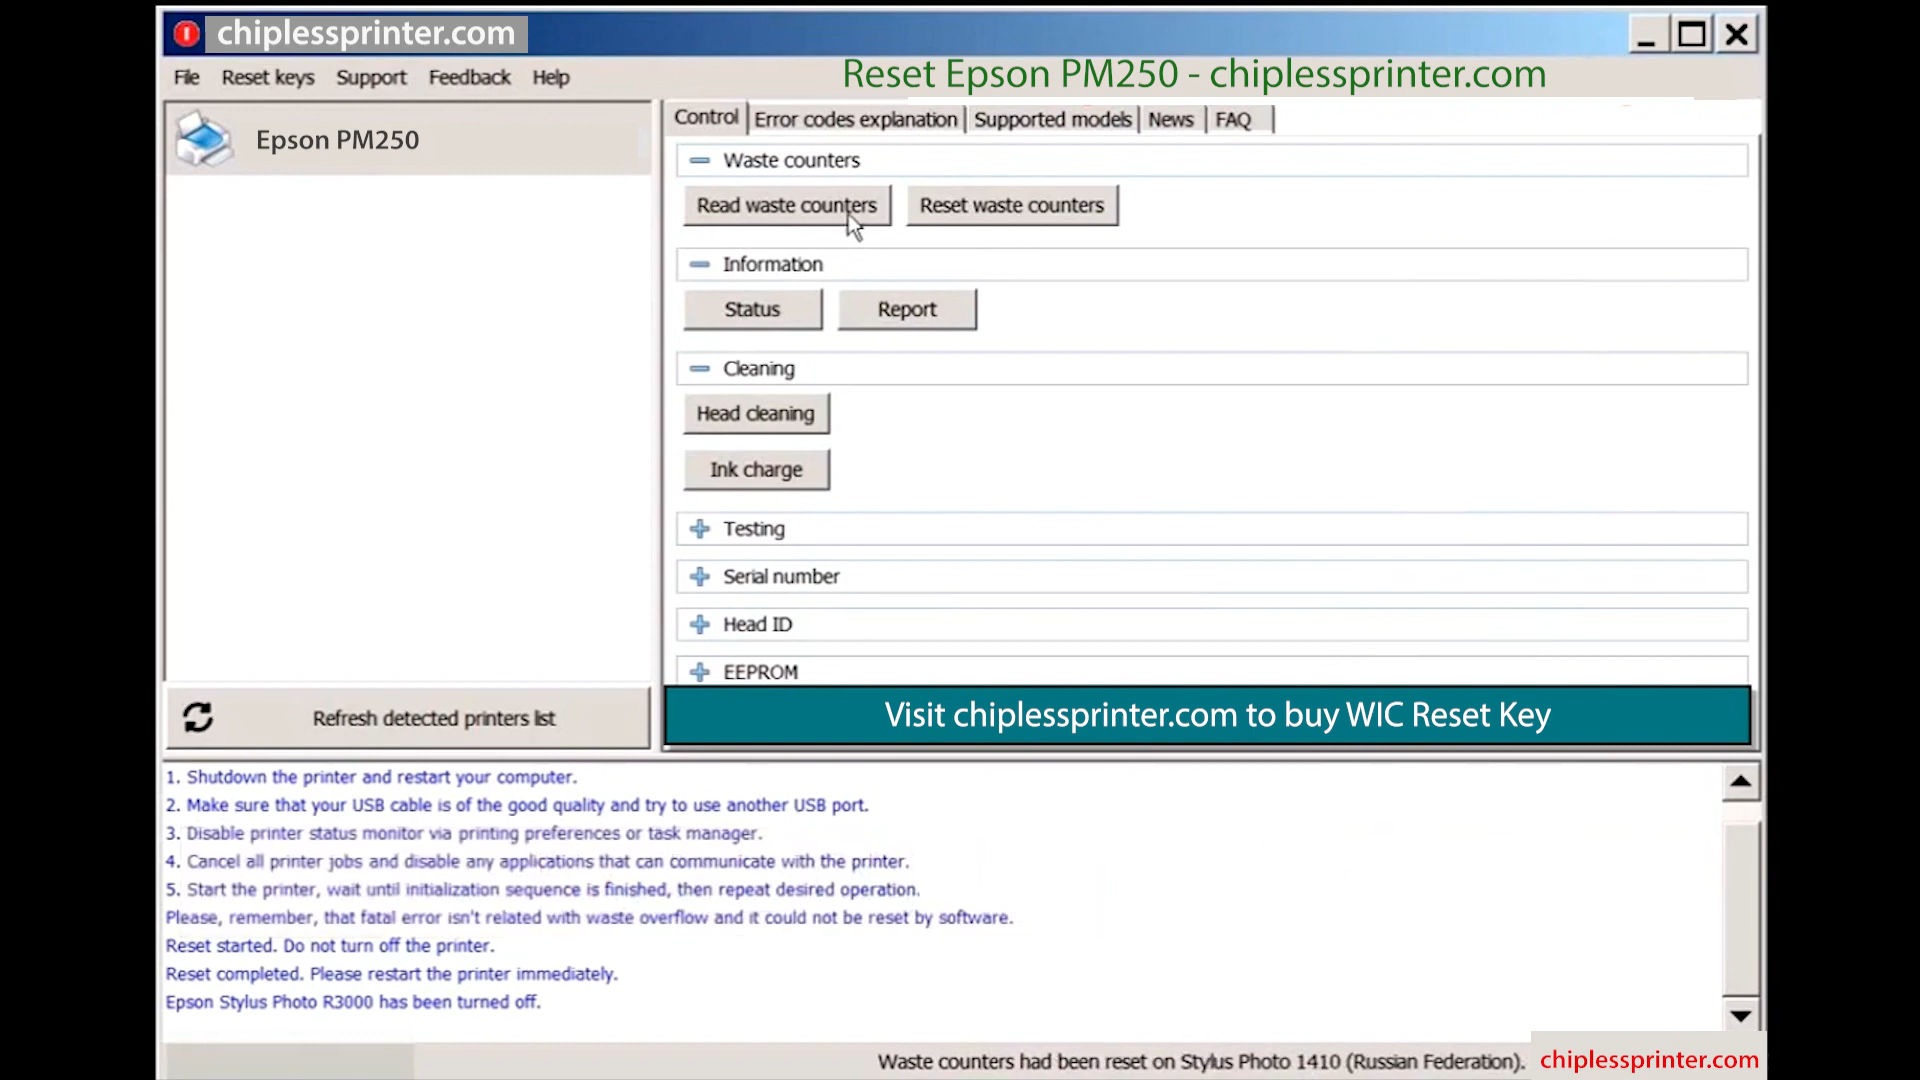 chiplessprinter.com
File Reset keys Support Feedback Help
Reset Epson PM250 - chiplessprinter.com
Epson PM250
Control Error codes explanation Supported models News FAQ
Waste counters
Read waste counters Reset waste counters
Information
Status Report
Cleaning
Head cleaning
Ink charge
Testing
Serial number
Head ID
EEPROM
Refresh detected printers list
Visit chiplessprinter.com to buy WIC Reset Key
1. Shutdown the printer and restart your computer.
2. Make sure that your USB cable is of the good quality and try to use another USB port.
3. Disable printer status monitor via printing preferences or task manager.
4. Cancel all printer jobs and disable any applications that can communicate with the printer.
5. Start the printer, wait until initialization sequence is finished, then repeat desired operation.
Please, remember, that fatal error isn't related with waste overflow and it could not be reset by software.
Reset started. Do not turn off the printer.
Reset completed. Please restart the printer immediately.
Epson Stylus Photo R3000 has been turned off.
Waste counters had been reset on Stylus Photo 1410 (Russian Federation).
chiplessprinter.com